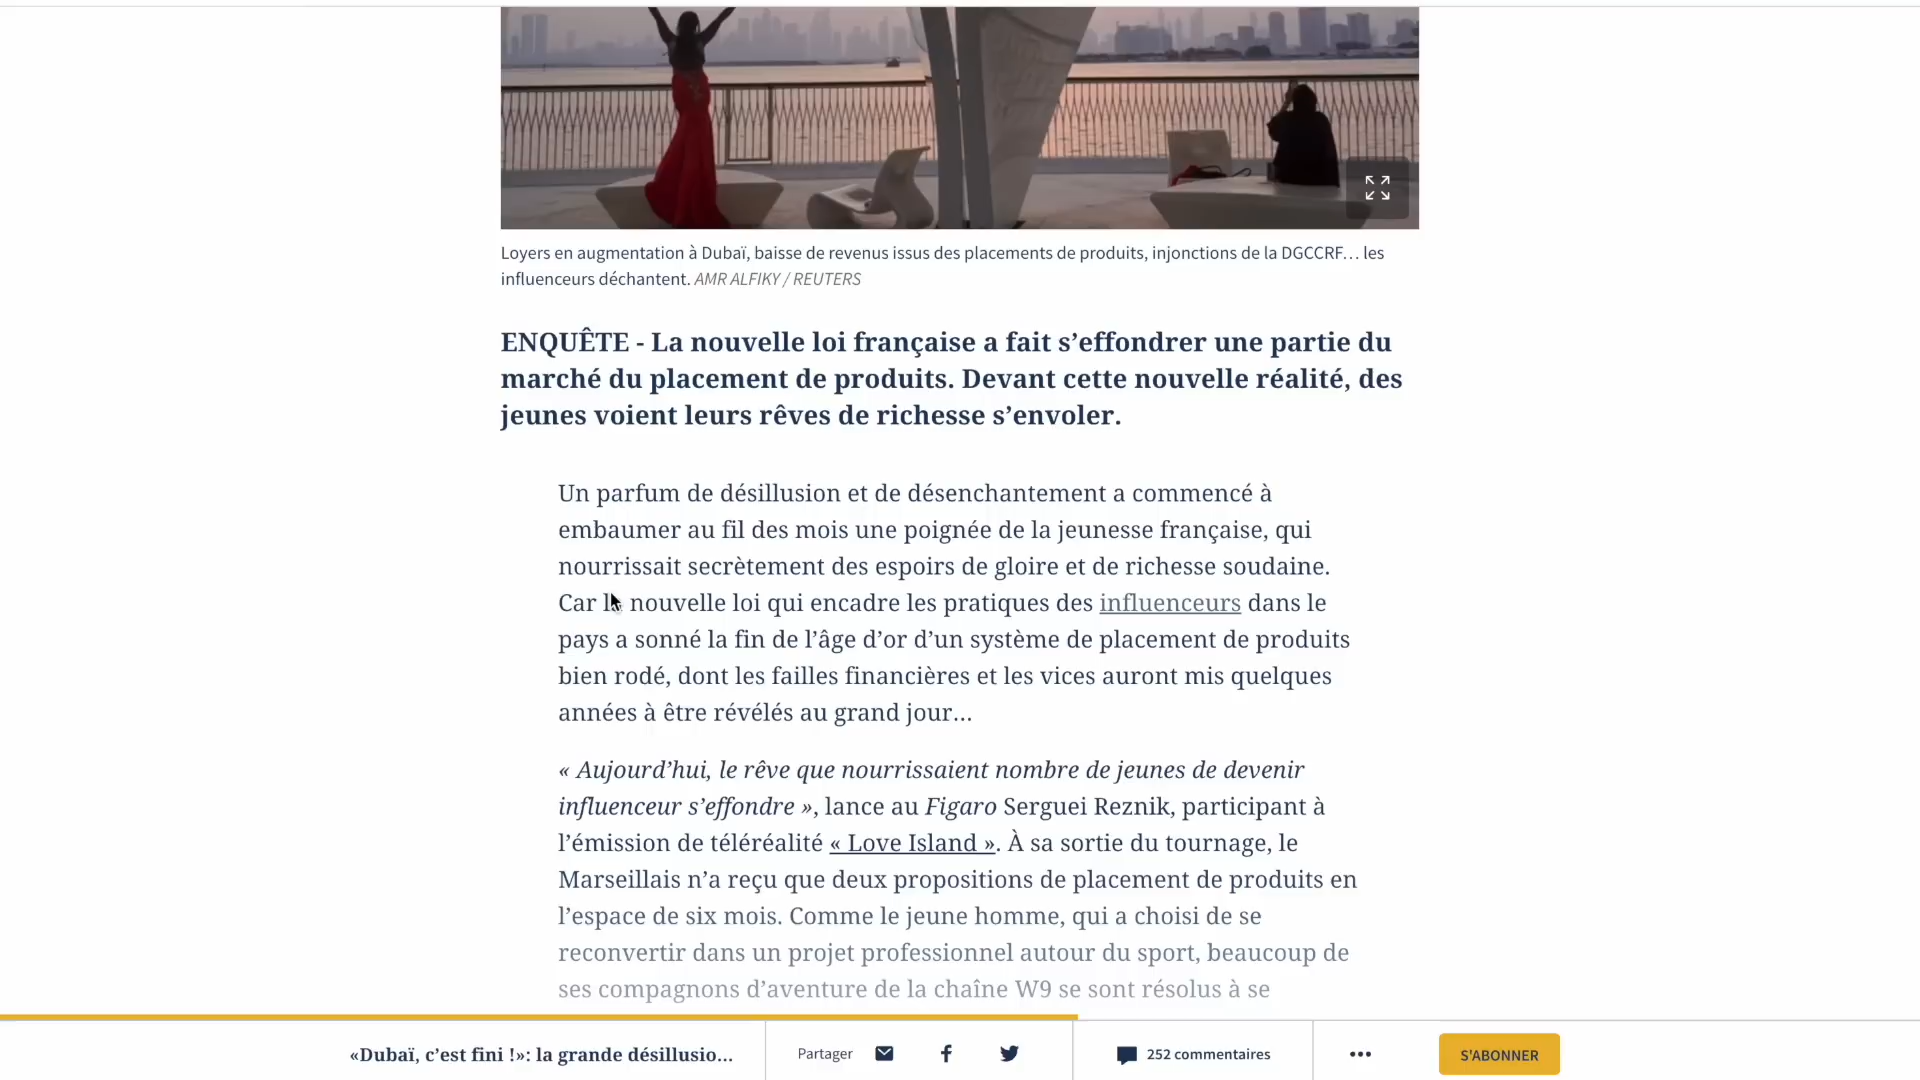 Loyers en augmentation à Dubaï, baisse de revenus issus des placements de produits, injonctions de la DGCCRF… les
influenceurs déchantent. AMR ALFIKY / REUTERS
ENQUÊTE - La nouvelle loi française a fait s’effondrer une partie du
marché du placement de produits. Devant cette nouvelle réalité, des
jeunes voient leurs rêves de richesse s’envoler.
Un parfum de désillusion et de désenchantement a commencé à
embaumer au fil des mois une poignée de la jeunesse française, qui
nourrissait secrètement des espoirs de gloire et de richesse soudaine.
Car la nouvelle loi qui encadre les pratiques des influenceurs dans le
pays a sonné la fin de l’âge d’or d’un système de placement de produits
bien rodé, dont les failles financières et les vices auront mis quelques
années à être révélés au grand jour…
« Aujourd’hui, le rêve que nourrissaient nombre de jeunes de devenir
influenceur s’effondre », lance au Figaro Serguei Reznik, participant à
l’émission de téléréalité « Love Island ». À sa sortie du tournage, le
Marseillais n’a reçu que deux propositions de placement de produits en
l’espace de six mois. Comme le jeune homme, qui a choisi de se
reconvertir dans un projet professionnel autour du sport, beaucoup de
ses compagnons d’aventure de la chaîne W9 se sont résolus à se
«Dubaï, c’est fini !»: la grande désillusio...
Partager
252 commentaires
S'ABONNER